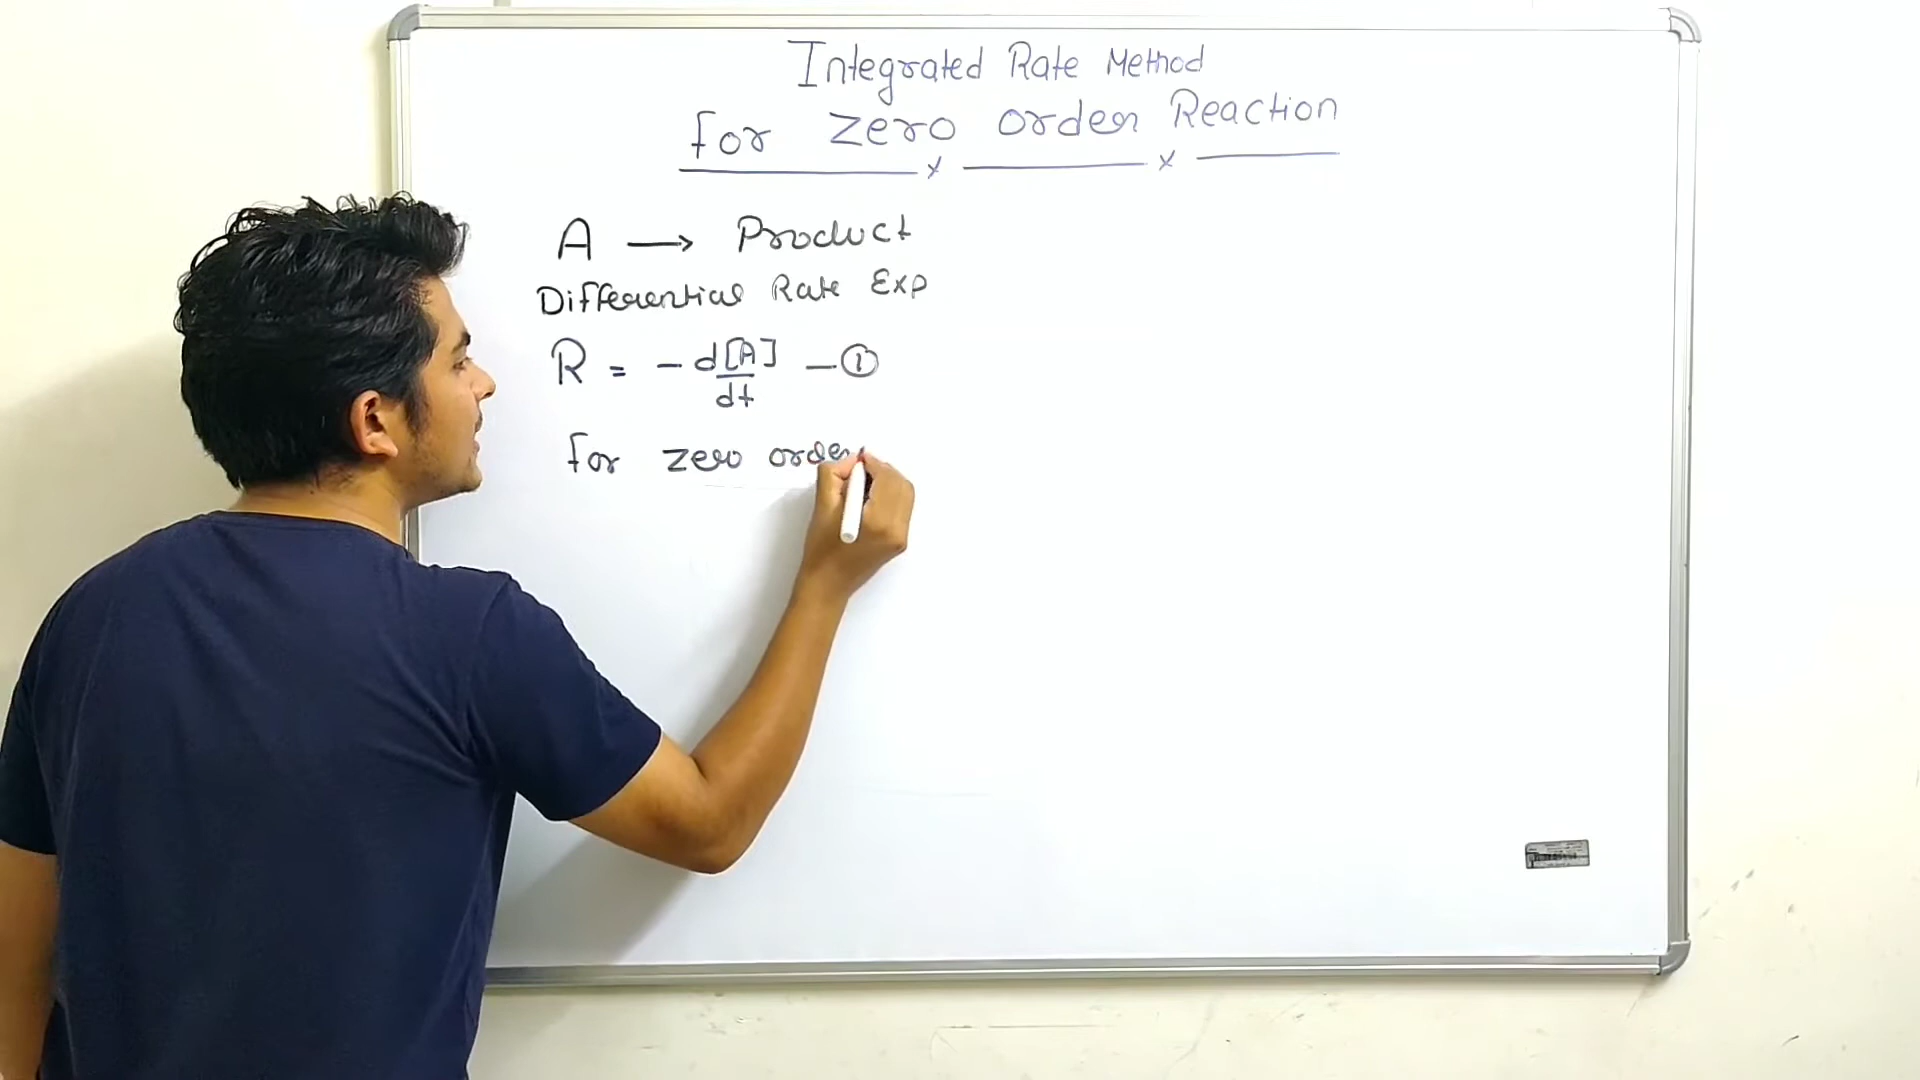 Integrated Rate Method
for zero order Reaction
A → Product
Differential Rate Exp
R = - d[A]/dt - ①
for zero order